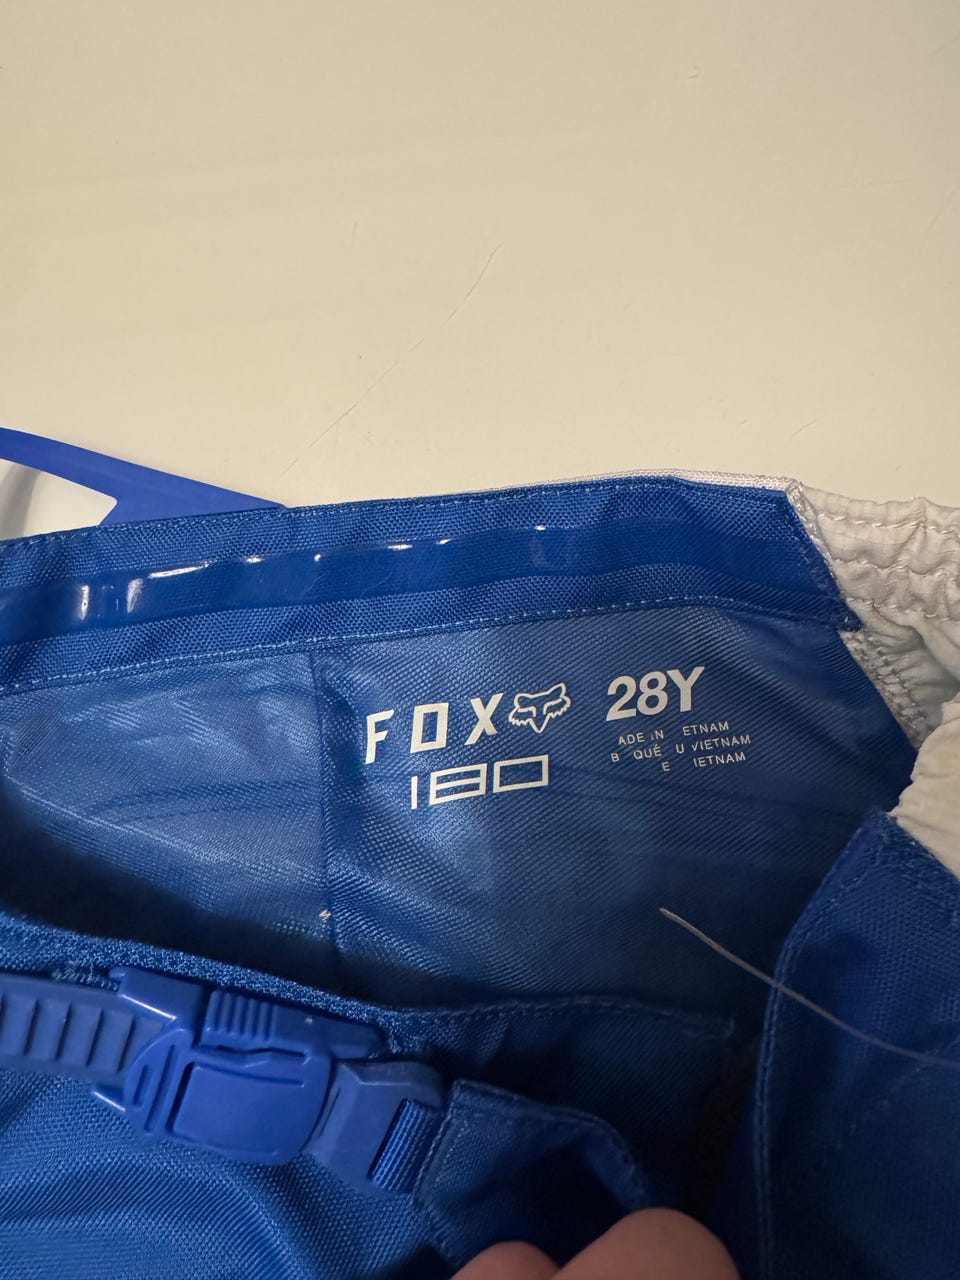 FOX
180
28Y
ADE IN ETNAM
B QUÉ U VIETNAM
E IETNAM